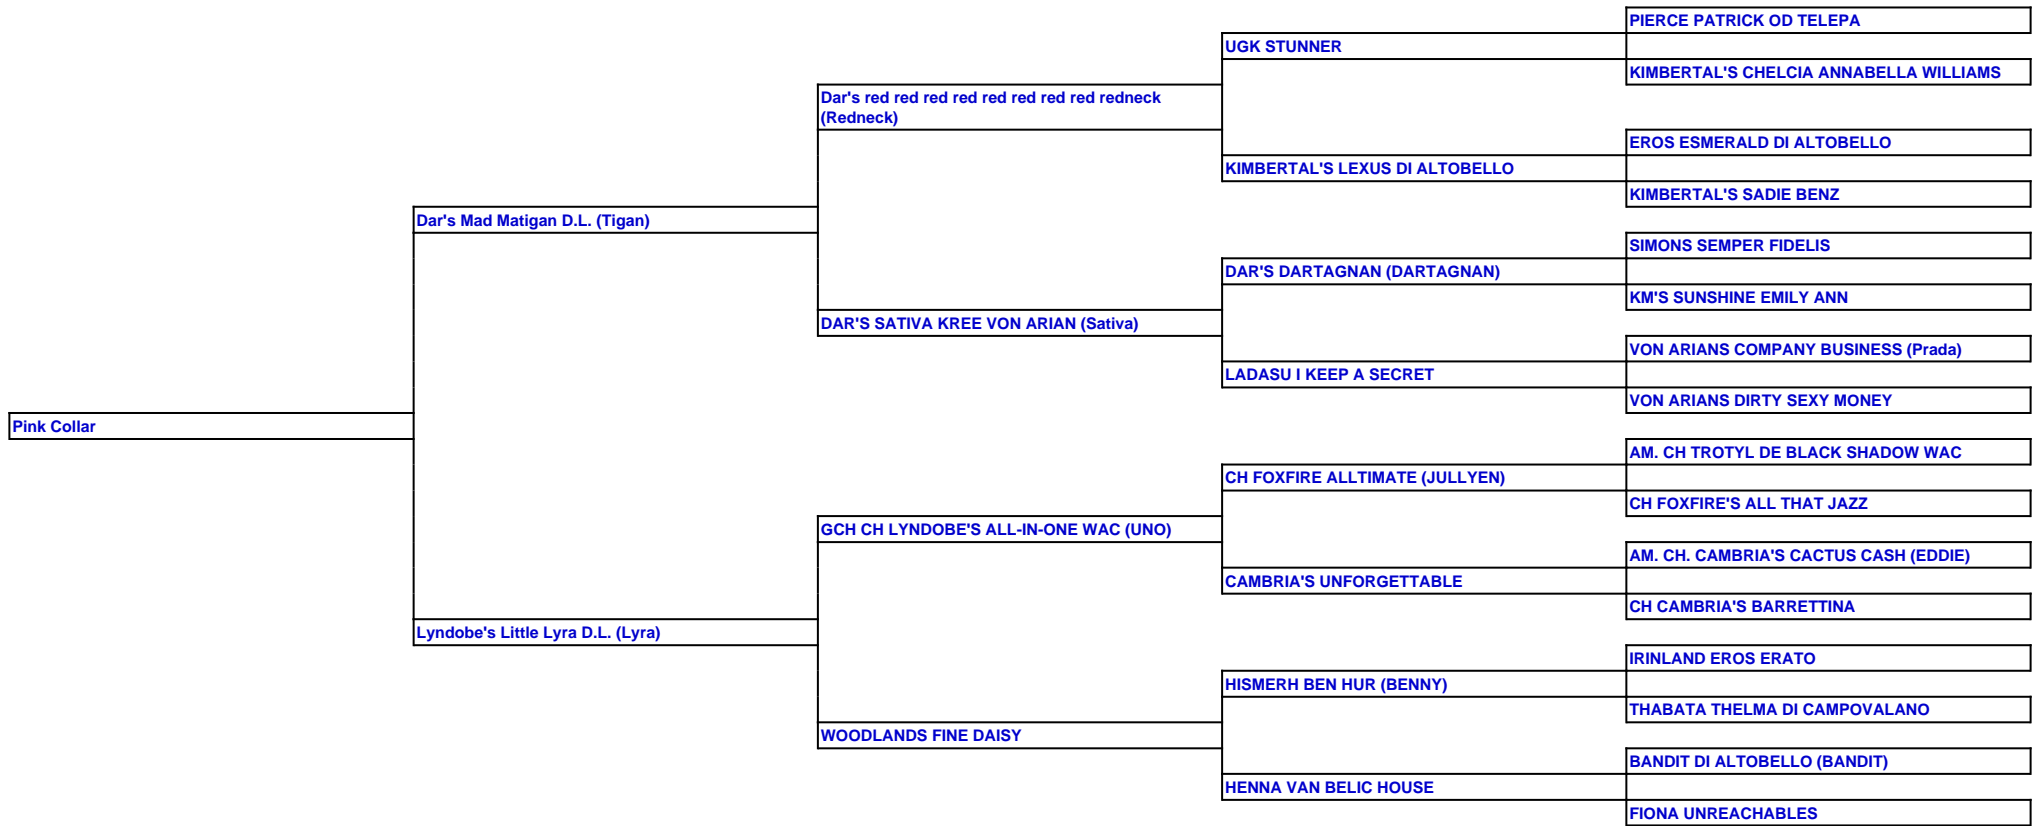 PIERCE PATRICK OD TELEPA
UGK STUNNER
KIMBERTAL'S CHELCIA ANNABELLA WILLIAMS
Dar's red red red red red red red red redneck
(Redneck)
EROS ESMERALD DI ALTOBELLO
KIMBERTAL'S LEXUS DI ALTOBELLO
KIMBERTAL'S SADIE BENZ
Dar's Mad Matigan D.L. (Tigan)
SIMONS SEMPER FIDELIS
DAR'S DARTAGNAN (DARTAGNAN)
KM'S SUNSHINE EMILY ANN
DAR'S SATIVA KREE VON ARIAN (Sativa)
VON ARIANS COMPANY BUSINESS (Prada)
LADASU I KEEP A SECRET
VON ARIANS DIRTY SEXY MONEY
Pink Collar
AM. CH TROTYL DE BLACK SHADOW WAC
CH FOXFIRE ALLTIMATE (JULLYEN)
CH FOXFIRE'S ALL THAT JAZZ
GCH CH LYNDOBE'S ALL-IN-ONE WAC (UNO)
AM. CH. CAMBRIA'S CACTUS CASH (EDDIE)
CAMBRIA'S UNFORGETTABLE
CH CAMBRIA'S BARRETTINA
Lyndobe's Little Lyra D.L. (Lyra)
IRINLAND EROS ERATO
HISMERH BEN HUR (BENNY)
THABATA THELMA DI CAMPOVALANO
WOODLANDS FINE DAISY
BANDIT DI ALTOBELLO (BANDIT)
HENNA VAN BELIC HOUSE
FIONA UNREACHABLES